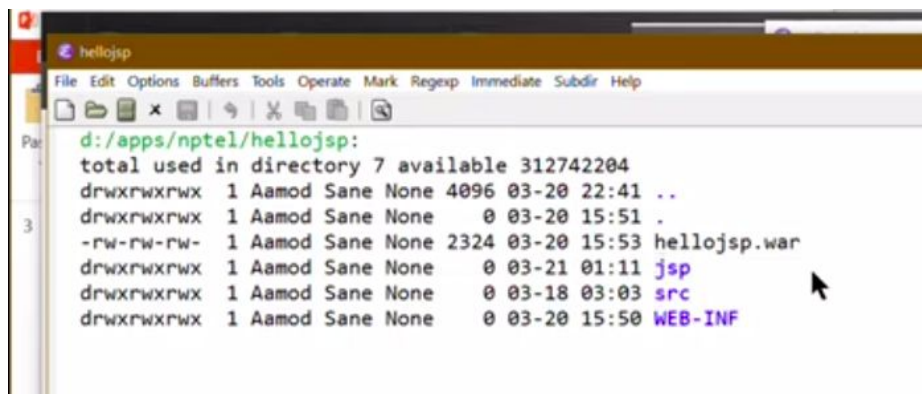 hellojsp
File Edit Options Buffers Tools Operate Mark Regexp Immediate Subdir Help
d:/apps/nptel/hellojsp:
total used in directory 7 available 312742204
drwxrwxrwx 1 Aamod Sane None 4096 03-20 22:41 ..
drwxrwxrwx 1 Aamod Sane None 0 03-20 15:51 .
-rw-rw-rw- 1 Aamod Sane None 2324 03-20 15:53 hellojsp.war
drwxrwxrwx 1 Aamod Sane None 0 03-21 01:11 jsp
3
drwxrwxrwx 1 Aamod Sane None 0 03-18 03:03 src
drwxrwxrwx 1 Aamod Sane None 0 03-20 15:50 WEB-INF